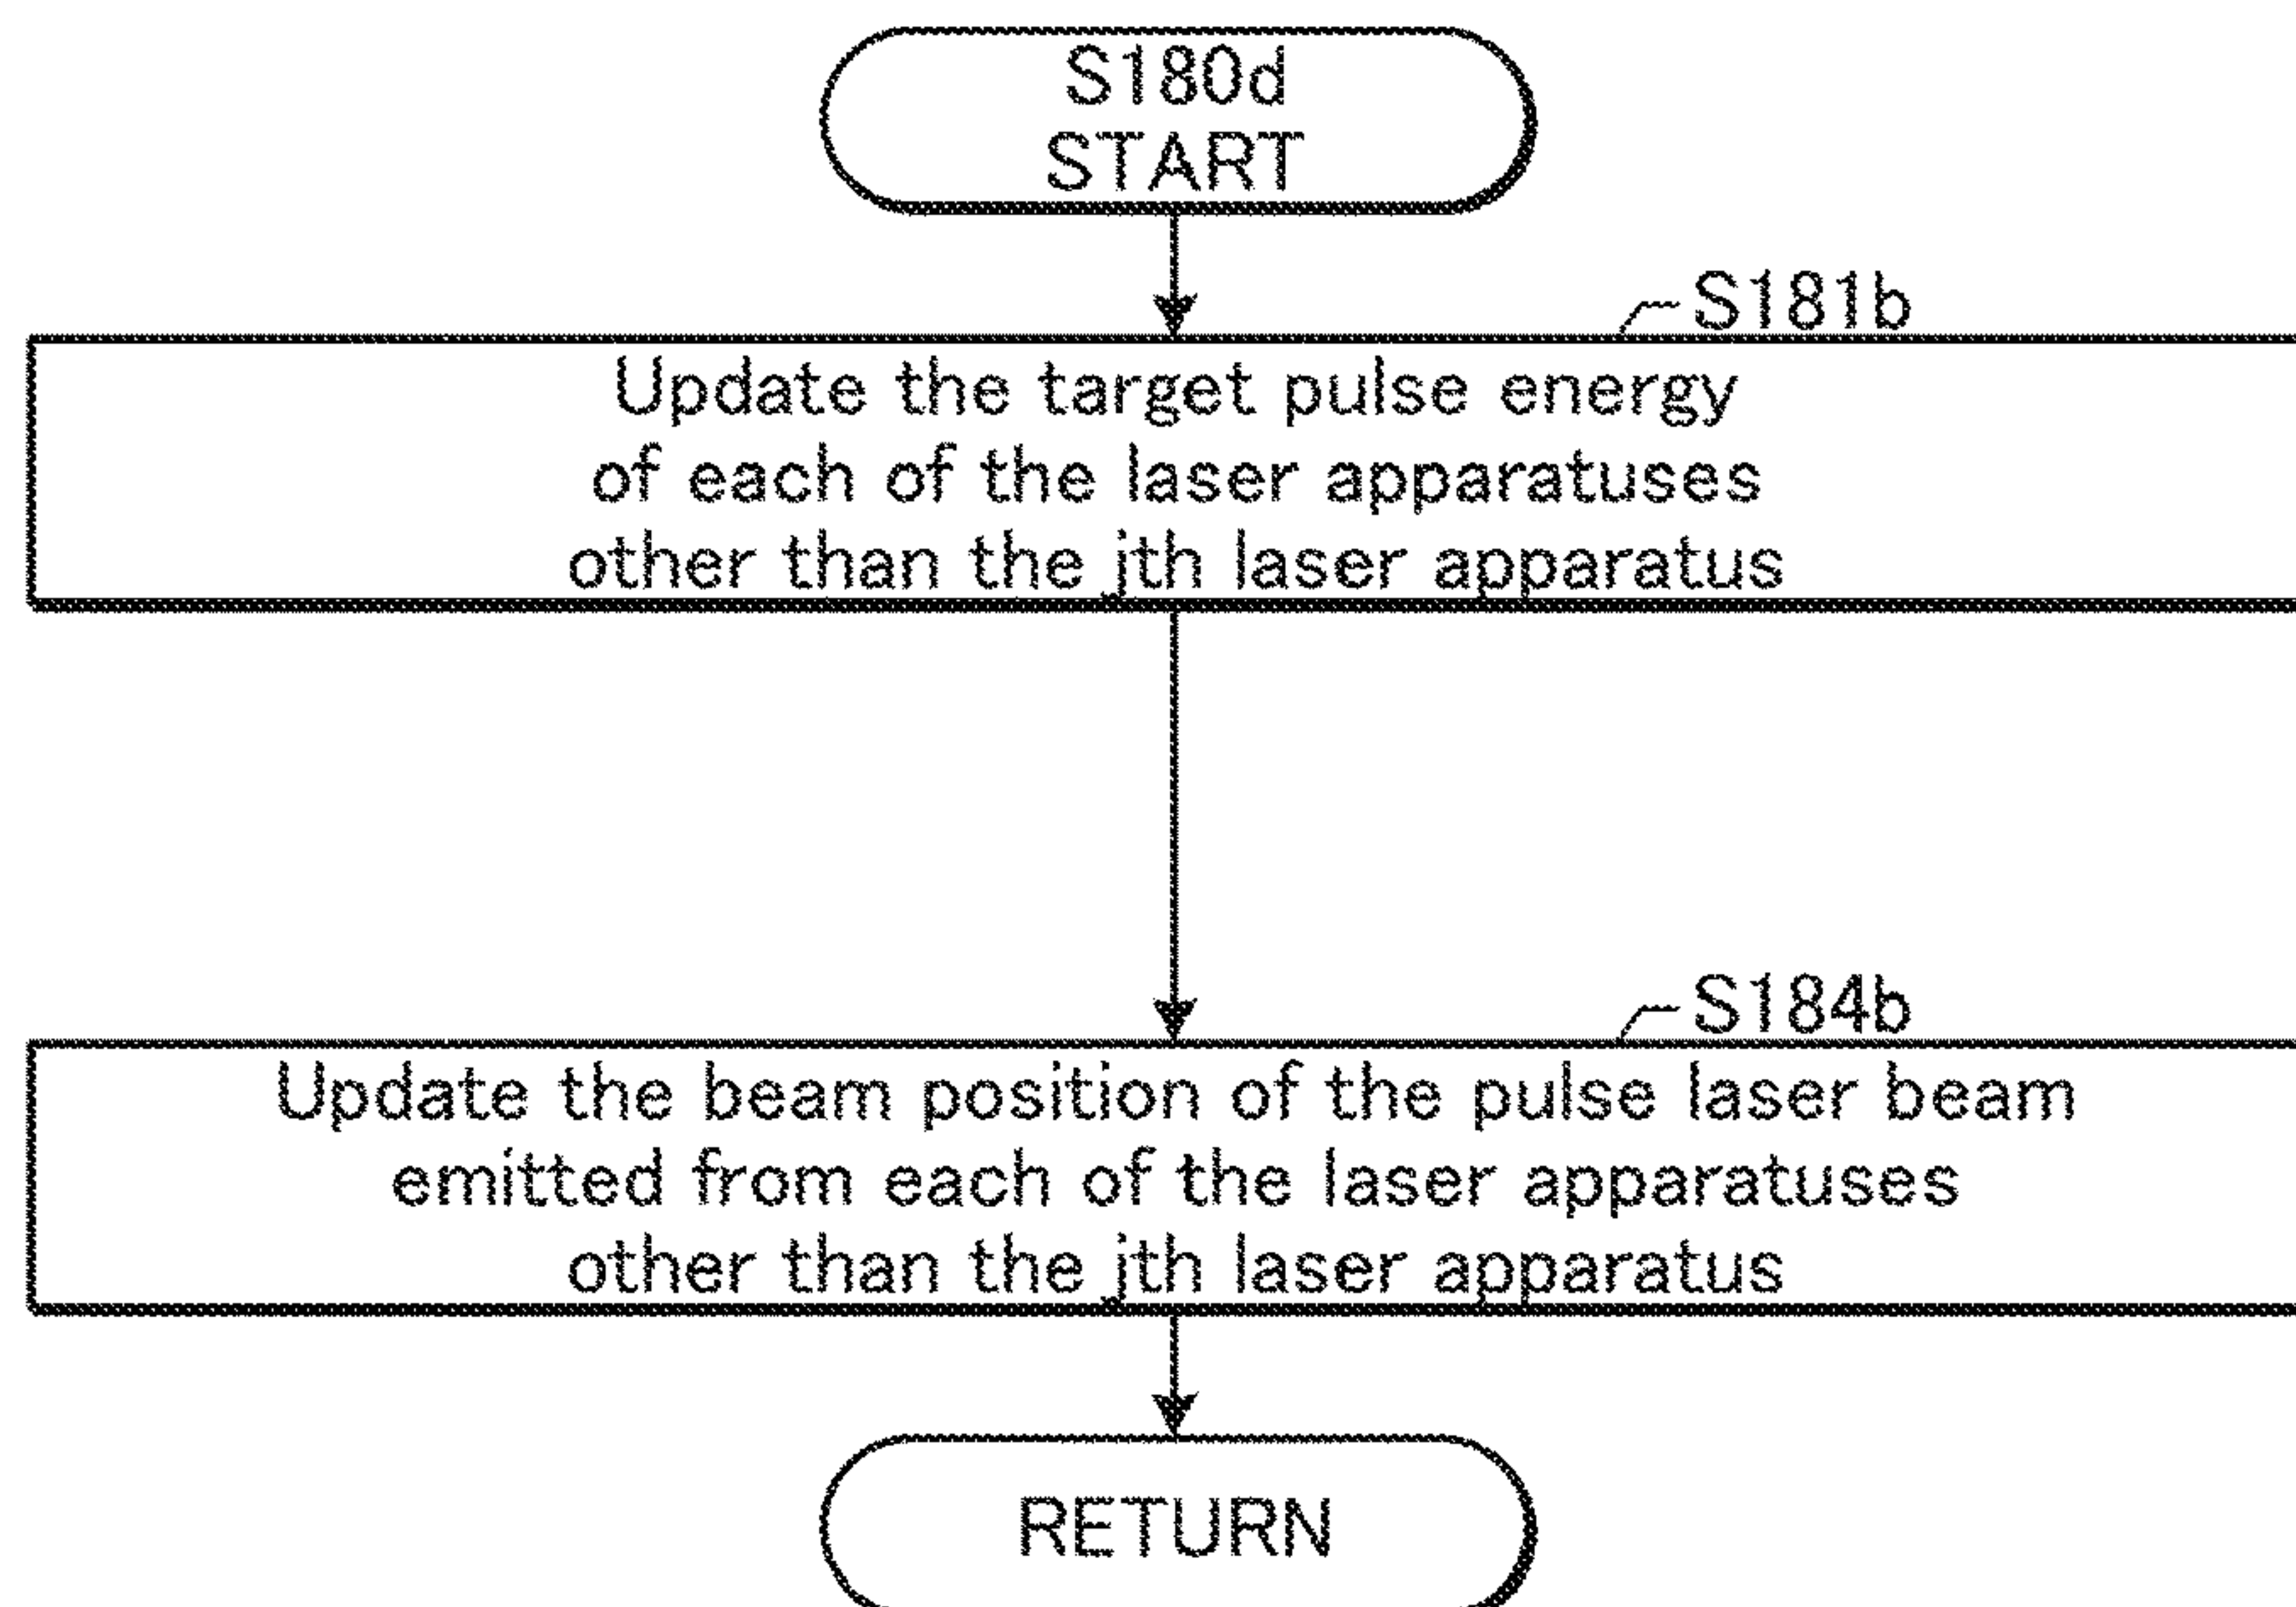 S180d
START
S181b
Update the target pulse energy
of each of the laser apparatuses
other than the jth laser apparatus
S184b
Update the beam position of the pulse laser beam
emitted from each of the laser apparatuses
other than the jth laser apparatus
RETURN